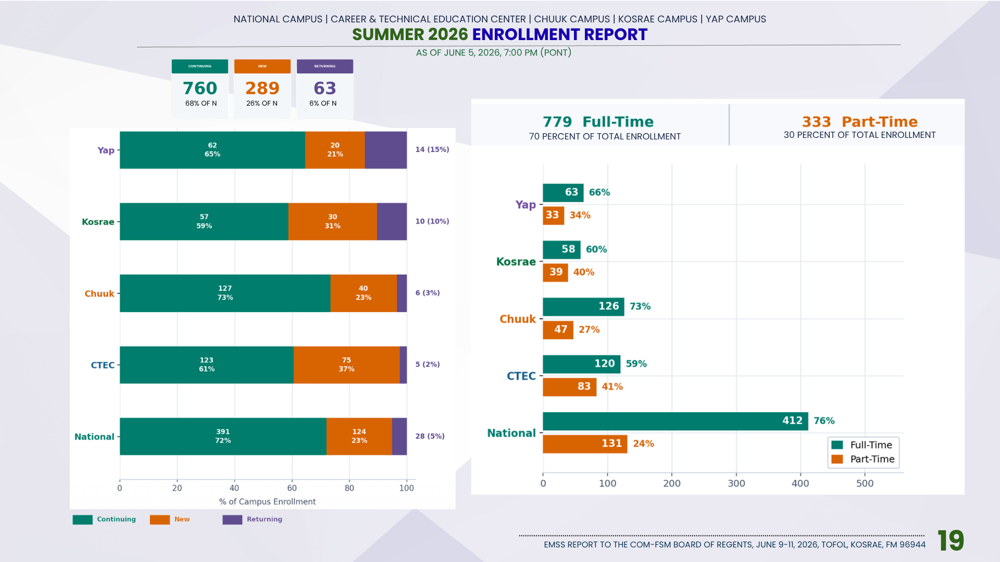 NATIONAL CAMPUS | CAREER & TECHNICAL EDUCATION CENTER | CHUUK CAMPUS | KOSRAE CAMPUS | YAP CAMPUS
SUMMER 2026 ENROLLMENT REPORT
AS OF JUNE 5, 2026, 7:00 PM (PONT)
CONTINUING
760
68% OF N
NEW
289
26% OF N
RETURNING
63
6% OF N
Yap
62
65%
20
21%
14 (15%)
Kosrae
57
59%
30
31%
10 (10%)
Chuuk
127
73%
40
23%
6 (3%)
CTEC
123
61%
75
37%
5 (2%)
National
391
72%
124
23%
28 (5%)
0 20 40 60 80 100
% of Campus Enrollment
Continuing New Returning
779 Full-Time
70 PERCENT OF TOTAL ENROLLMENT
333 Part-Time
30 PERCENT OF TOTAL ENROLLMENT
Yap
63 66%
33 34%
Kosrae
58 60%
39 40%
Chuuk
126 73%
47 27%
CTEC
120 59%
83 41%
National
412 76%
131 24%
Full-Time
Part-Time
0 100 200 300 400 500
EMSS REPORT TO THE COM-FSM BOARD OF REGENTS, JUNE 9-11, 2026, TOFOL, KOSRAE, FM 96944
19